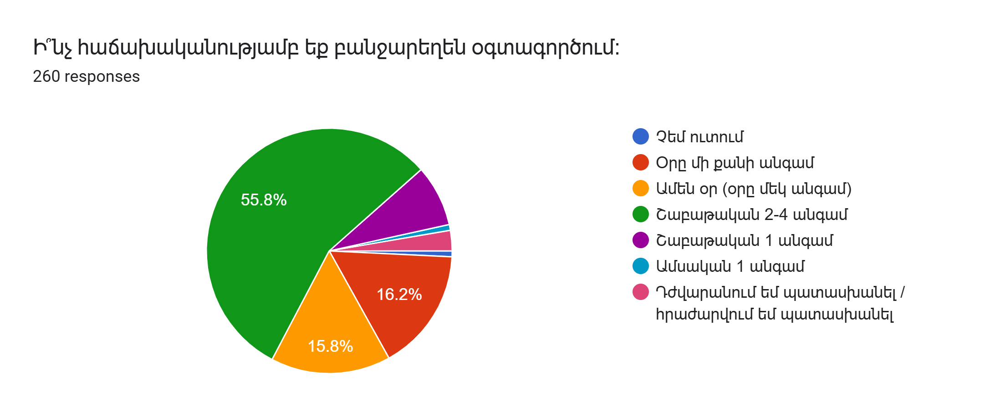 Ի՞նչ հաճախականությամբ եք բանջարեղեն օգտագործում:
260 responses
55.8%
16.2%
15.8%
Չեմ ուտում
Օրը մի քանի անգամ
Ամեն օր (օրը մեկ անգամ)
Շաբաթական 2-4 անգամ
Շաբաթական 1 անգամ
Ամսական 1 անգամ
Դժվարանում եմ պատասխանել /
հրաժարվում եմ պատասխանել